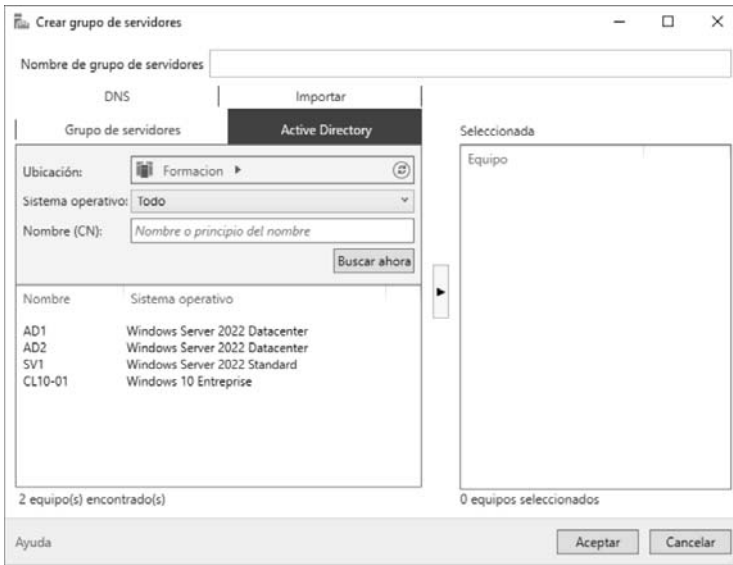 Crear grupo de servidores
Nombre de grupo de servidores
DNS
Importar
Grupo de servidores
Active Directory
Seleccionada
Ubicación:
Formacion
Equipo
Sistema operativo: Todo
Nombre (CN):
Nombre o principio del nombre
Buscar ahora
Nombre Sistema operativo
AD1 Windows Server 2022 Datacenter
AD2 Windows Server 2022 Datacenter
SV1 Windows Server 2022 Standard
CL10-01 Windows 10 Entreprise
2 equipo(s) encontrado(s)
0 equipos seleccionados
Ayuda
Aceptar
Cancelar